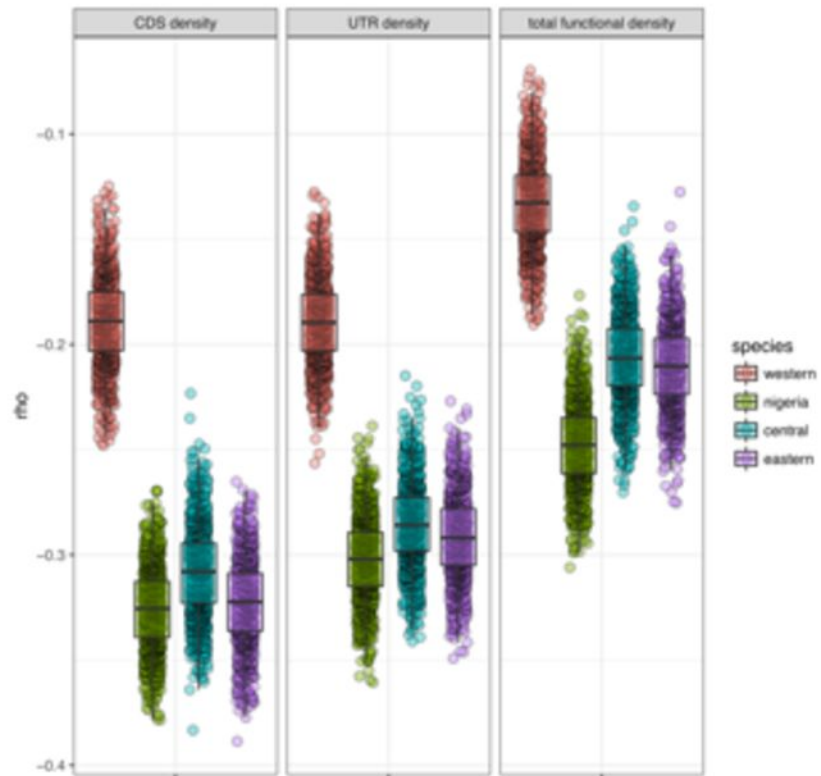 CDS density
UTR density
total functional density
-0.1
-0.2
-0.3
-0.4
rho
species
western
nigeria
central
eastern